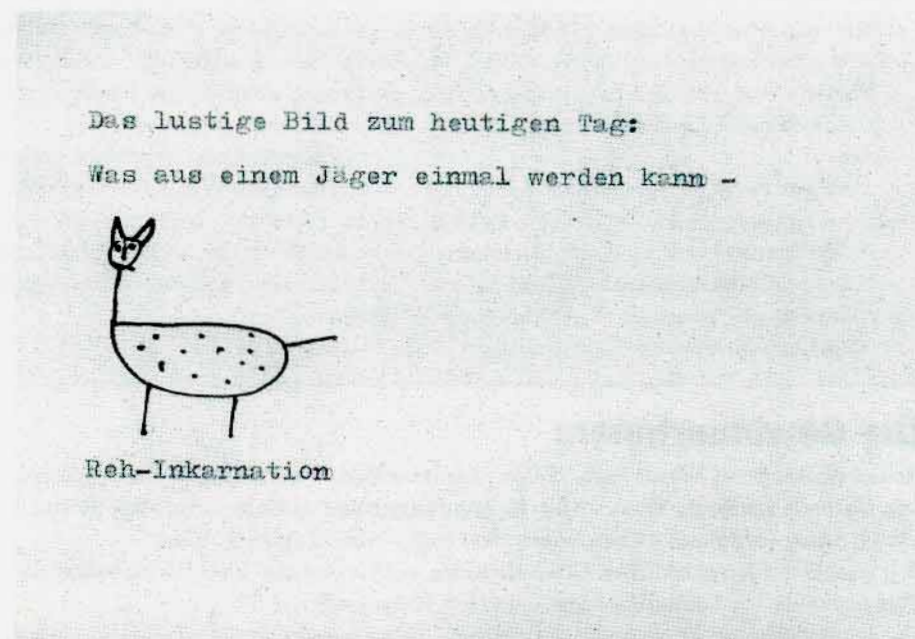 Das lustige Bild zum heutigen Tag:
Was aus einem Jäger einmal werden kann -
Reh-Inkarnation